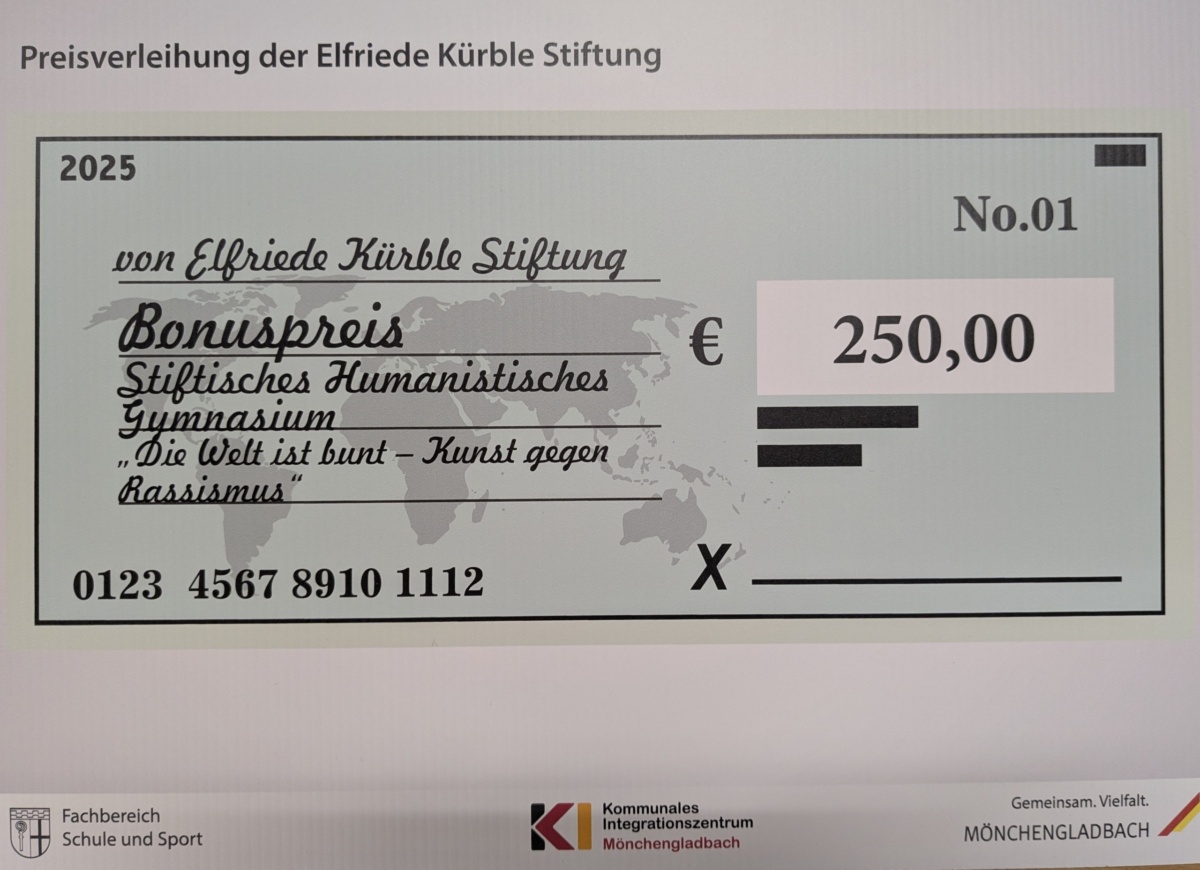 Preisverleihung der Elfriede Kürble Stiftung
2025
No.01
von Elfriede Kürble Stiftung
Bonuspreis
€ 250,00
Stiftisches Humanistisches
Gymnasium
„Die Welt ist bunt – Kunst gegen
Rassismus“
0123 4567 8910 1112
X
Fachbereich
Schule und Sport
KI
Kommunales
Integrationszentrum
Mönchengladbach
Gemeinsam. Vielfalt.
MÖNCHENGLADBACH